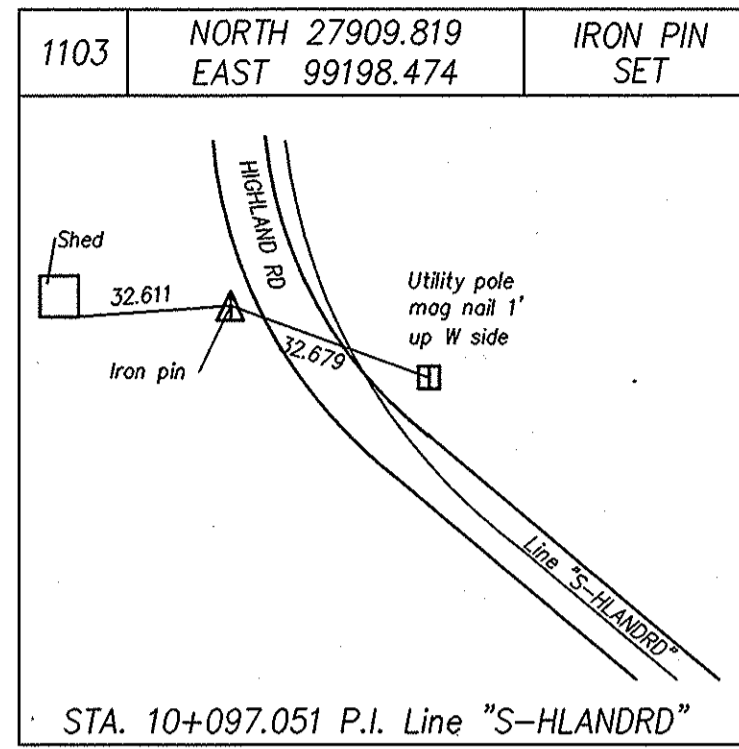 1103
NORTH 27909.819
EAST 99198.474
IRON PIN
SET
HIGHLAND RD
Shed
32.611
Utility pole
mag nail 1'
up W side
32.679
Iron pin
Line "S-HLANDRD"
STA. 10+097.051 P.I. Line "S-HLANDRD"